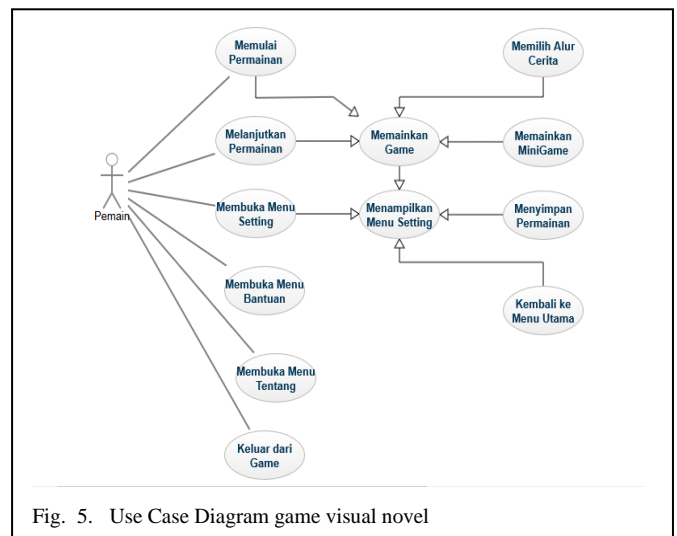 Memulai
Permainan
Memilih Alur
Cerita
Melanjutkan
Permainan
Memainkan
Game
Memainkan
MiniGame
Pemain
Membuka Menu
Setting
Menampilkan
Menu Setting
Menyimpan
Permainan
Membuka Menu
Bantuan
Kembali ke
Menu Utama
Membuka Menu
Tentang
Keluar dari
Game
Fig. 5. Use Case Diagram game visual novel